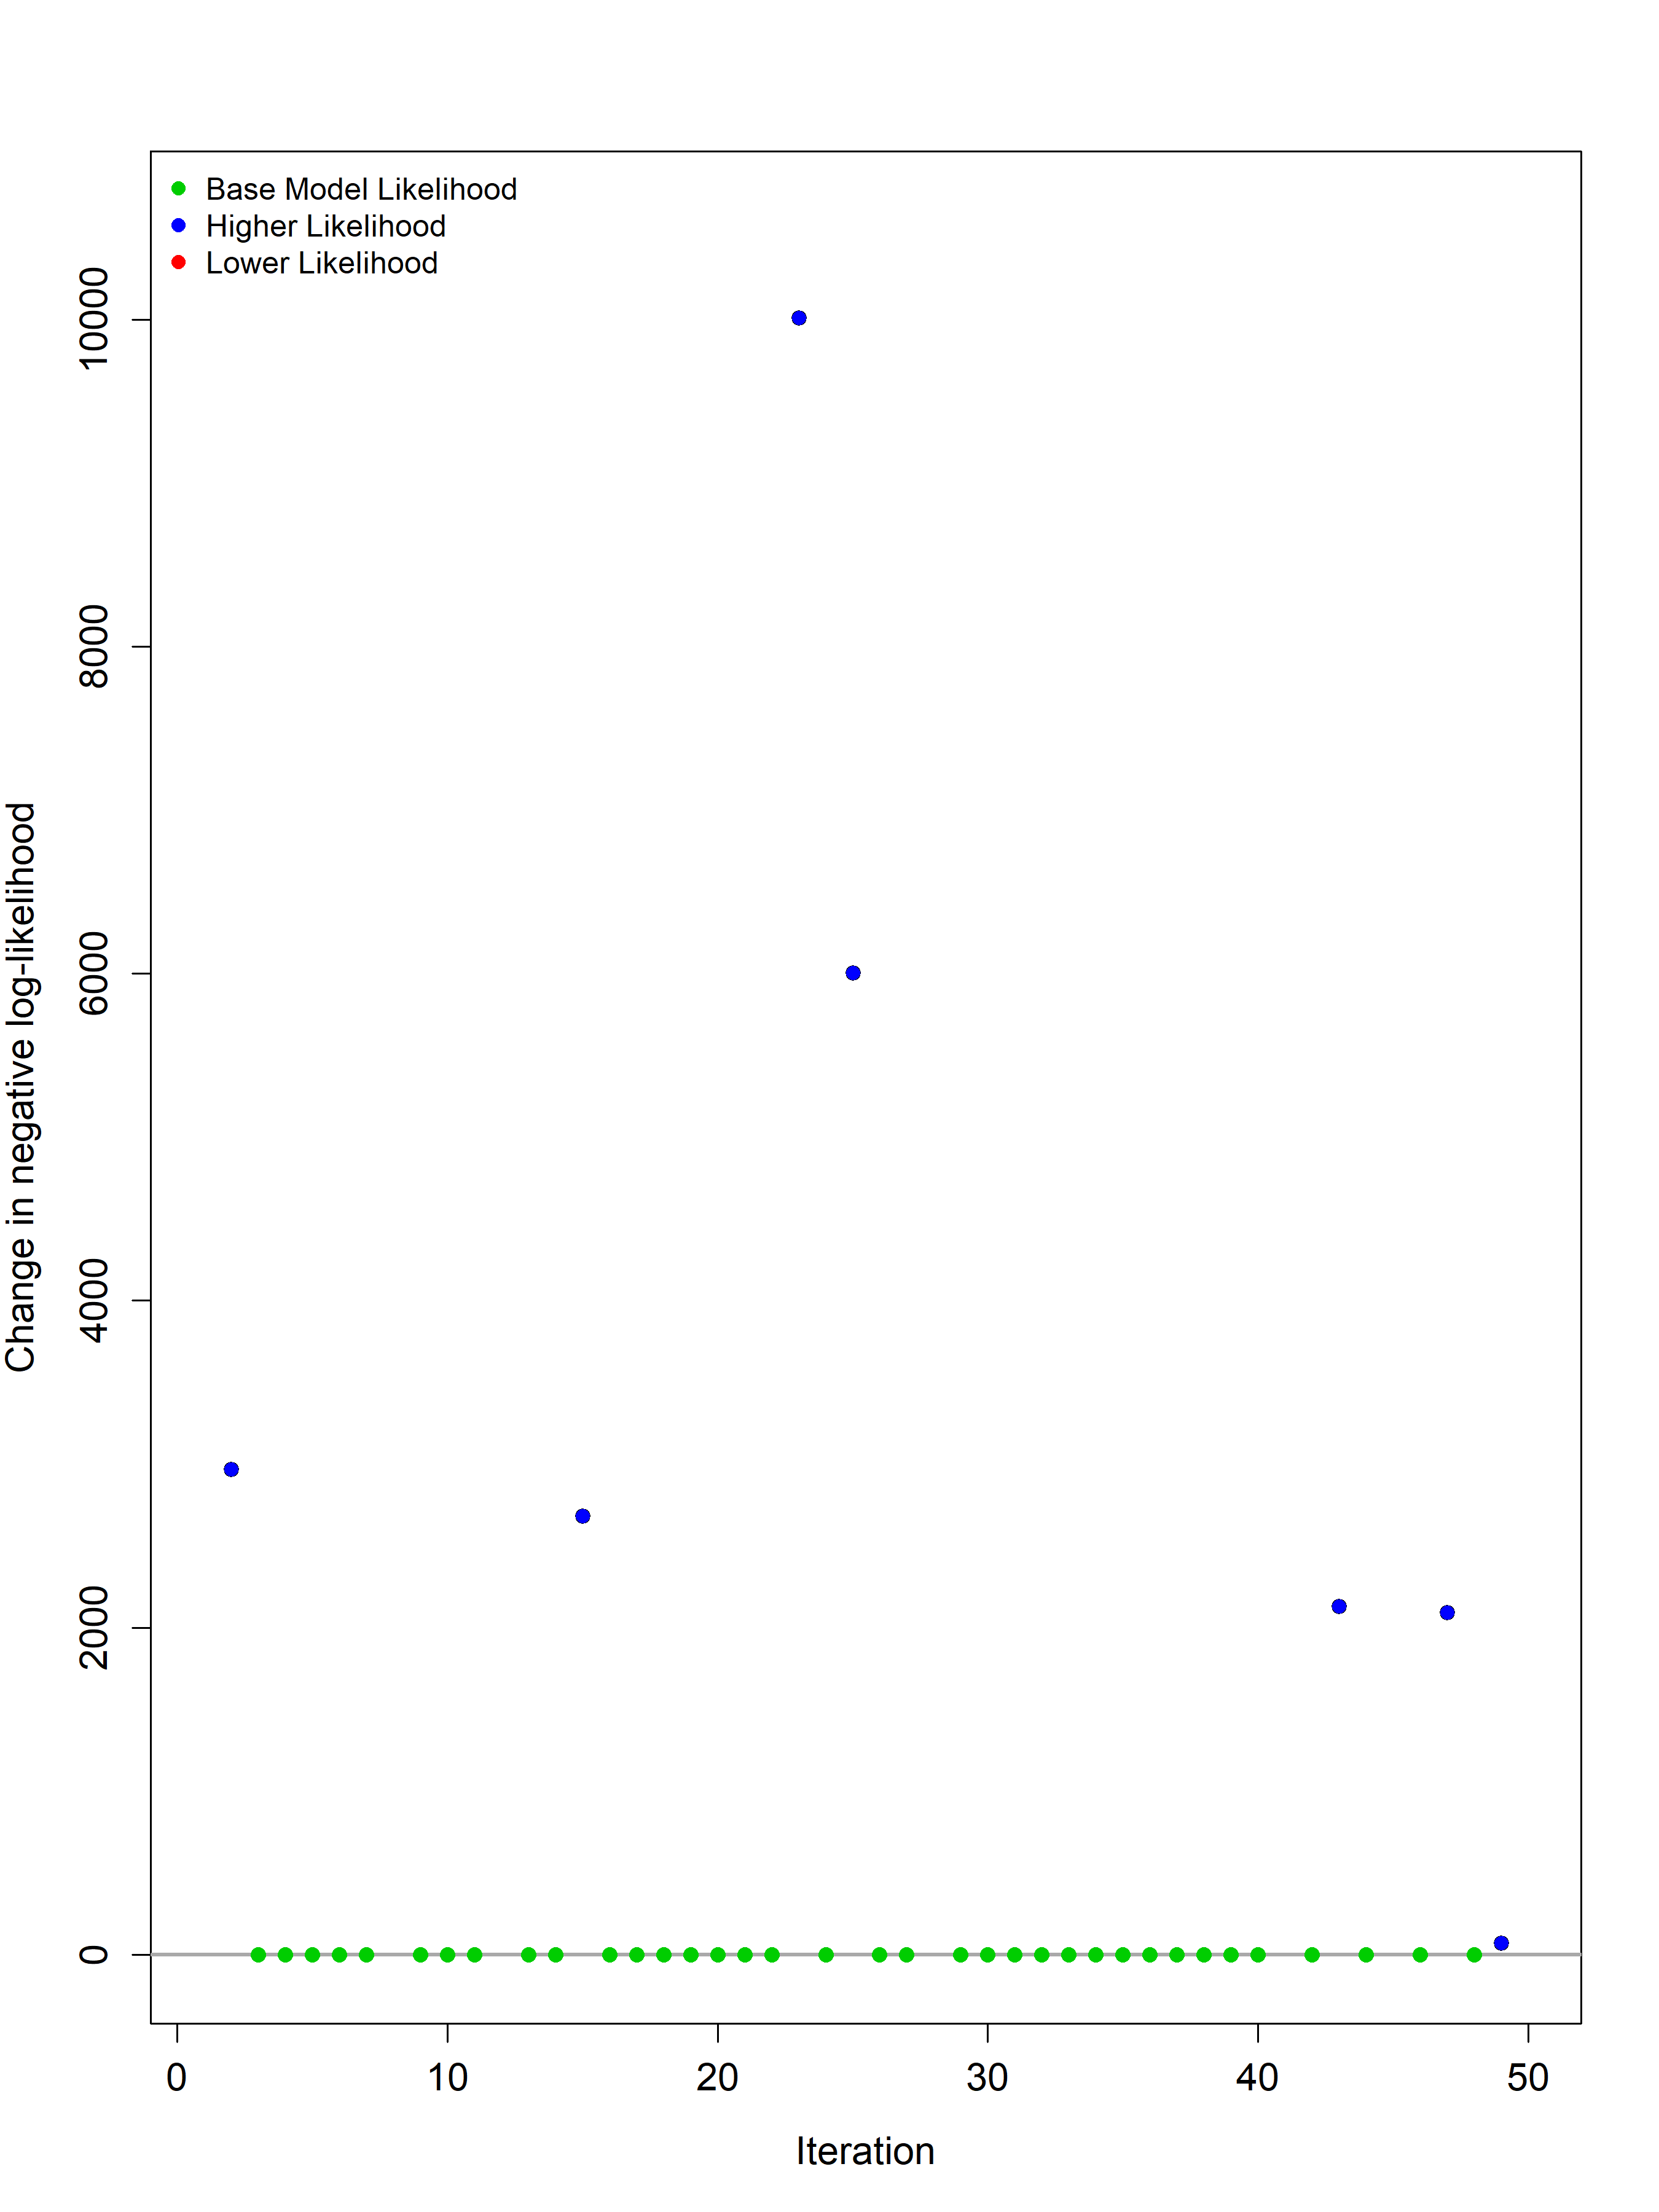 Base Model Likelihood
Higher Likelihood
Lower Likelihood
Change in negative log-likelihood
10000
8000
6000
4000
2000
0
0 10 20 30 40 50
Iteration